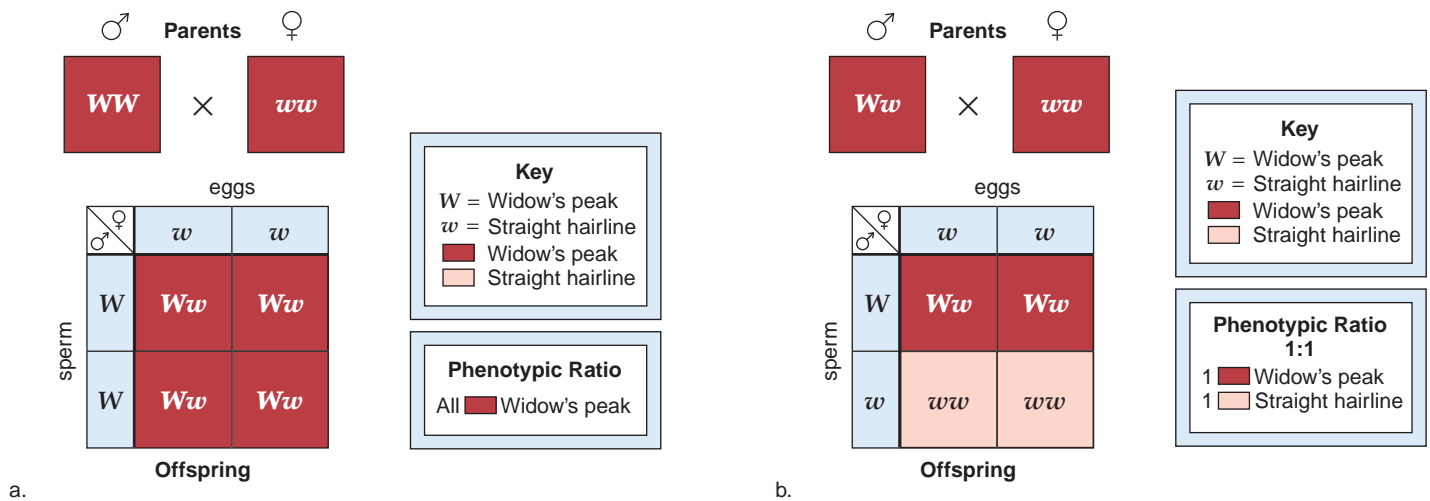 ♂ Parents ♀
WW × ww
eggs
♂ ♀ w w
sperm
W Ww Ww
W Ww Ww
Offspring
Key
W = Widow's peak
w = Straight hairline
Widow's peak
Straight hairline
Phenotypic Ratio
All Widow's peak
a.
♂ Parents ♀
Ww × ww
eggs
♂ ♀ w w
sperm
W Ww Ww
w ww ww
Offspring
Key
W = Widow's peak
w = Straight hairline
Widow's peak
Straight hairline
Phenotypic Ratio
1:1
1 Widow's peak
1 Straight hairline
b.